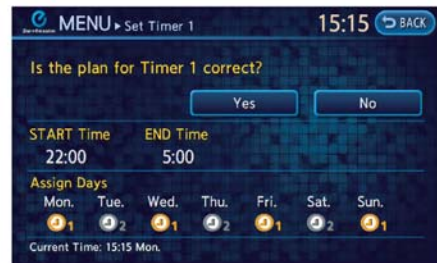 MENU ▸ Set Timer 1 15:15 BACK
Zero Emission
Is the plan for Timer 1 correct?
Yes No
START Time END Time
22:00 5:00
Assign Days
Mon. Tue. Wed. Thu. Fri. Sat. Sun.
1 2 1 2 1 2 1
Current Time: 15:15 Mon.